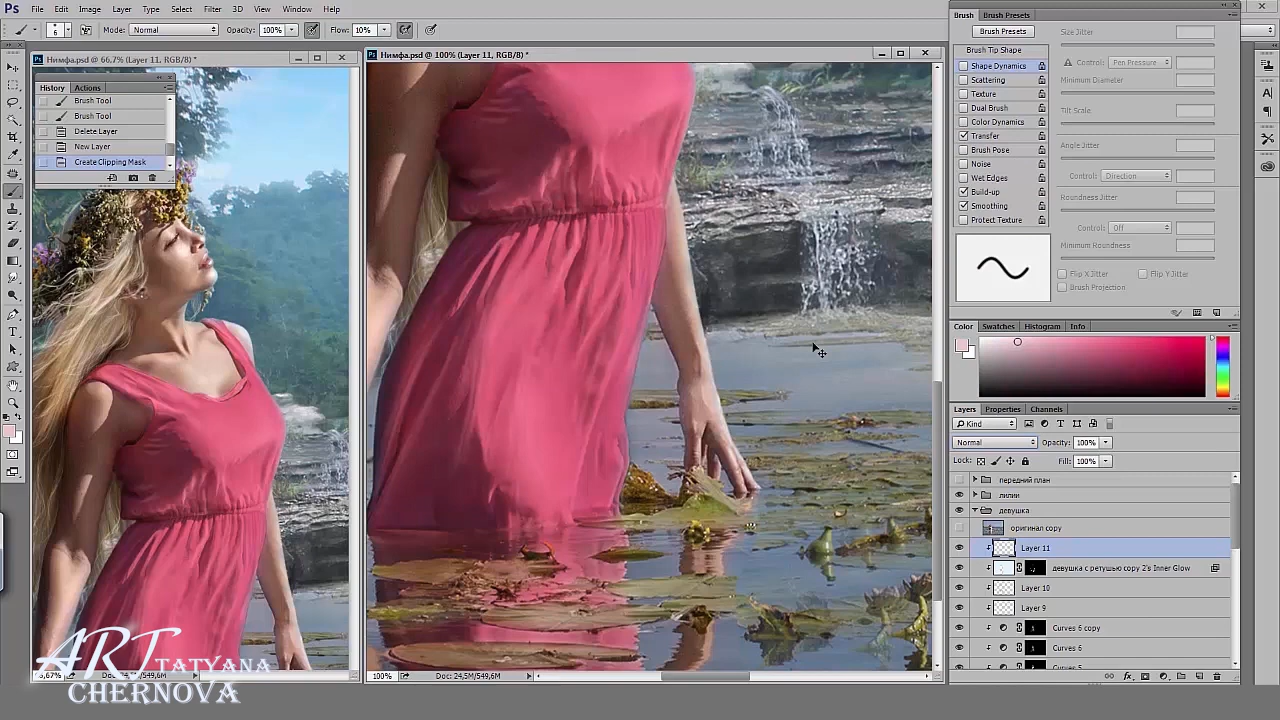 Ps File Edit Image Layer Type Select Filter 3D View Window Help
6 Mode: Normal Opacity: 100% Flow: 10%
Нимфа.psd @ 66,7% (Layer 11, RGB/8) *
Нимфа.psd @ 100% (Layer 11, RGB/8) *
History Actions
Brush Tool
Brush Tool
Delete Layer
New Layer
Create Clipping Mask
Brush Brush Presets
Brush Presets
Brush Tip Shape
Shape Dynamics
Scattering
Texture
Dual Brush
Color Dynamics
Transfer
Brush Pose
Noise
Wet Edges
Build-up
Smoothing
Protect Texture
Size Jitter
Control: Pen Pressure
Minimum Diameter
Tilt Scale
Angle Jitter
Control: Direction
Roundness Jitter
Control: Off
Minimum Roundness
Flip X Jitter Flip Y Jitter
Brush Projection
Color Swatches Histogram Info
Layers Properties Channels
Kind
Normal Opacity: 100%
Lock: Fill: 100%
передний план
лилии
девушка
оригинал copy
Layer 11
девушка с ретушью copy 2's Inner Glow
Layer 10
Layer 9
Curves 6 copy
Curves 6
Curves 5
100% Doc: 24,5M/549,6M
Doc: 24,5M/549,6M
ART TATYANA
CHERNOVA